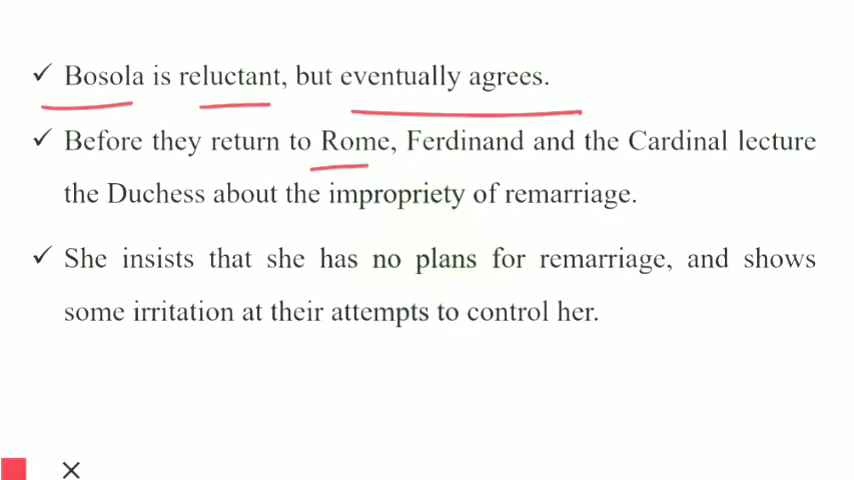 ✓ Bosola is reluctant, but eventually agrees.
✓ Before they return to Rome, Ferdinand and the Cardinal lecture
the Duchess about the impropriety of remarriage.
✓ She insists that she has no plans for remarriage, and shows
some irritation at their attempts to control her.